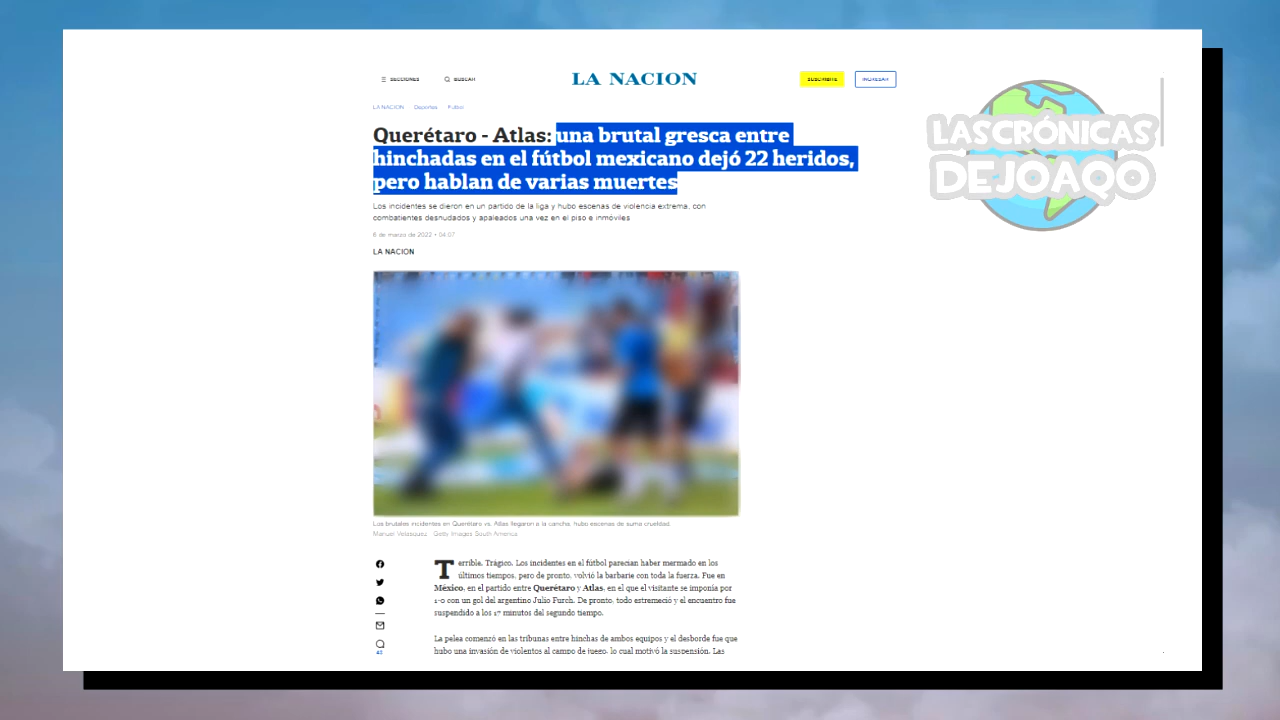 SECCIONES
BUSCAR
LA NACION
SUSCRIBITE
INGRESAR
LA NACION Deportes Fútbol
LASCRÓNICAS
DEJOAQO
Querétaro - Atlas: una brutal gresca entre
hinchadas en el fútbol mexicano dejó 22 heridos,
pero hablan de varias muertes
Los incidentes se dieron en un partido de la liga y hubo escenas de violencia extrema, con
combatientes desnudados y apaleados una vez en el piso e inmóviles
6 de marzo de 2022 • 04:07
LA NACION
Los brutales incidentes en Querétaro vs. Atlas llegaron a la cancha; hubo escenas de suma crueldad.
Manuel Velasquez Getty Images South America
Terrible. Trágico. Los incidentes en el fútbol parecían haber mermado en los
últimos tiempos, pero de pronto, volvió la barbarie con toda la fuerza. Fue en
México, en el partido entre Querétaro y Atlas, en el que el visitante se imponía por
1-0 con un gol del argentino Julio Furch. De pronto, todo estremeció y el encuentro fue
suspendido a los 17 minutos del segundo tiempo.
La pelea comenzó en las tribunas entre hinchas de ambos equipos y el desborde fue que
hubo una invasión de violentos al campo de juego, lo cual motivó la suspensión. Las